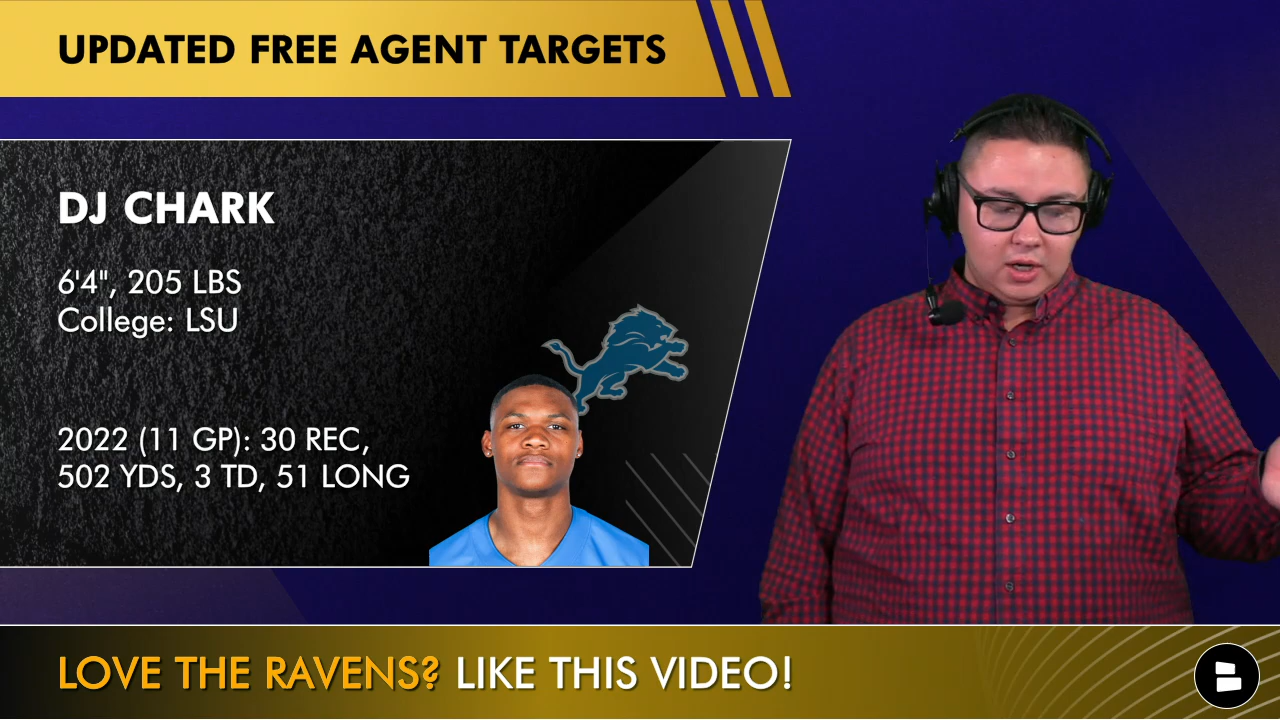 UPDATED FREE AGENT TARGETS
DJ CHARK
6'4", 205 LBS
College: LSU
2022 (11 GP): 30 REC,
502 YDS, 3 TD, 51 LONG
LOVE THE RAVENS? LIKE THIS VIDEO!